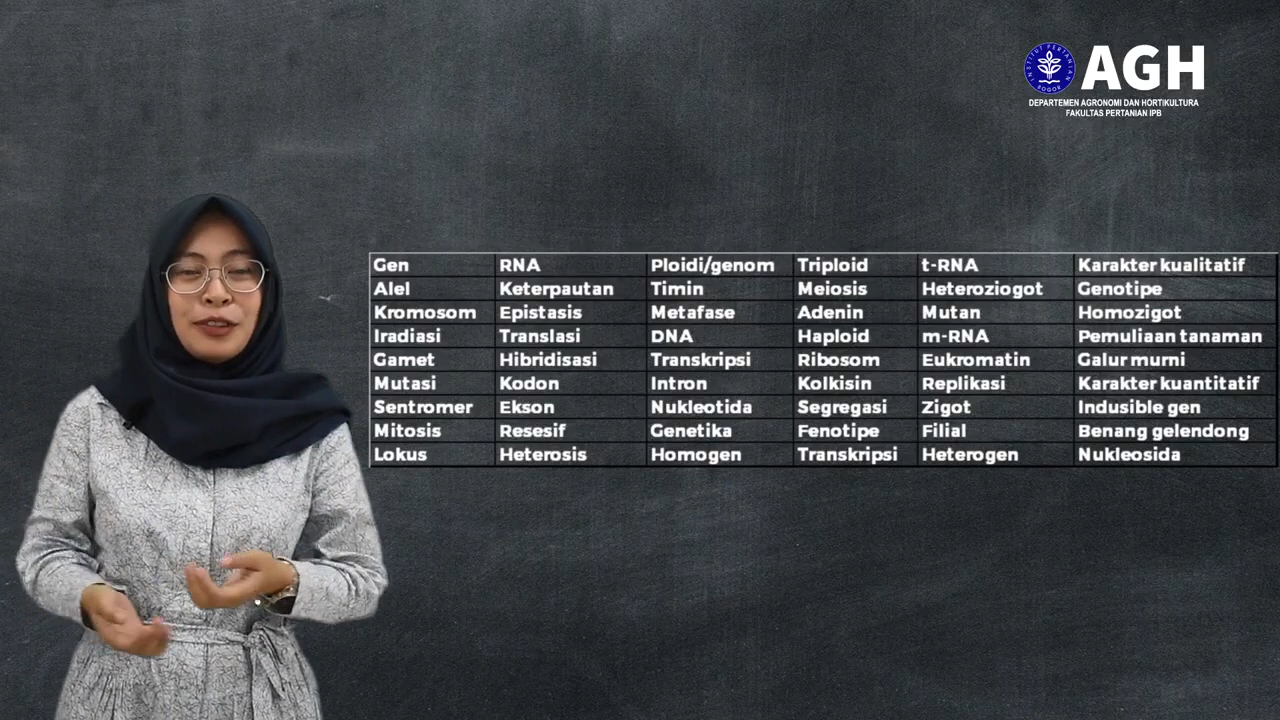 INSTITUT PERTANIAN BOGOR
AGH
DEPARTEMEN AGRONOMI DAN HORTIKULTURA
FAKULTAS PERTANIAN IPB
Gen RNA Ploidi/genom Triploid t-RNA Karakter kualitatif
Alel Keterpautan Timin Meiosis Heteroziogot Genotipe
Kromosom Epistasis Metafase Adenin Mutan Homozigot
Iradiasi Translasi DNA Haploid m-RNA Pemuliaan tanaman
Gamet Hibridisasi Transkripsi Ribosom Eukromatin Galur murni
Mutasi Kodon Intron Kolkisin Replikasi Karakter kuantitatif
Sentromer Ekson Nukleotida Segregasi Zigot Indusible gen
Mitosis Resesif Genetika Fenotipe Filial Benang gelendong
Lokus Heterosis Homogen Transkripsi Heterogen Nukleosida